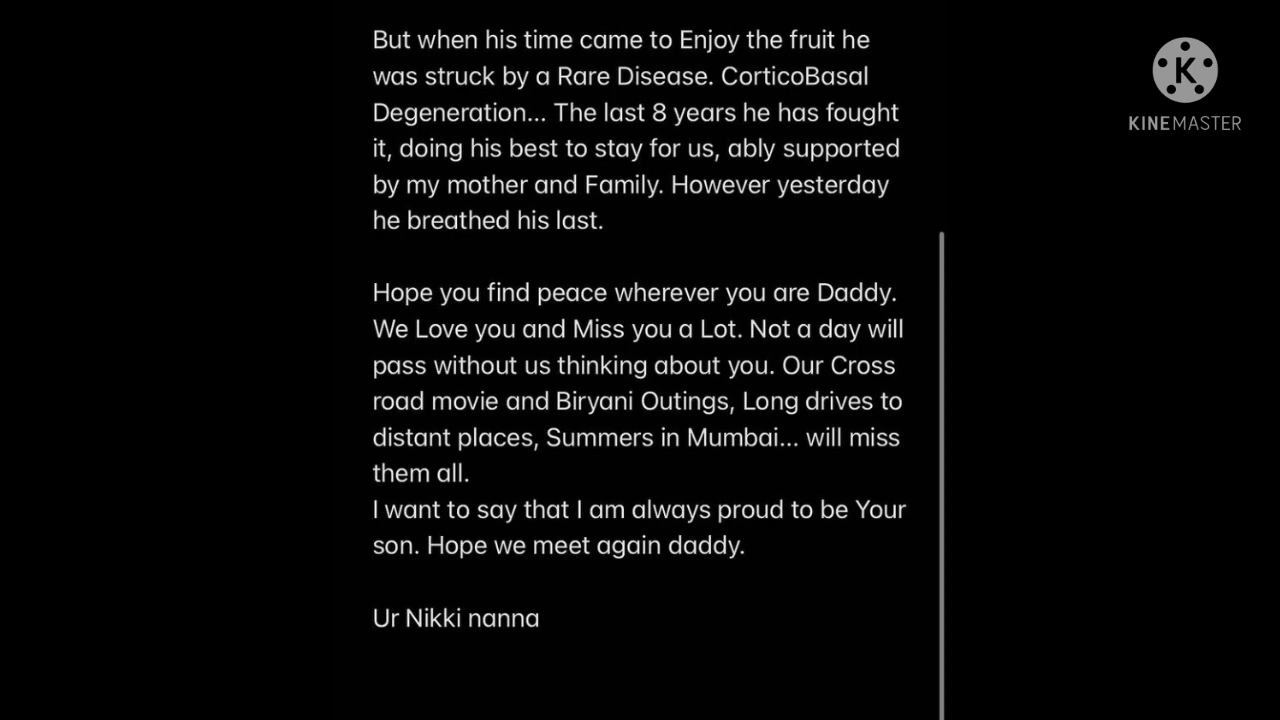 But when his time came to Enjoy the fruit he
was struck by a Rare Disease. CorticoBasal
Degeneration... The last 8 years he has fought
it, doing his best to stay for us, ably supported
by my mother and Family. However yesterday
he breathed his last.
Hope you find peace wherever you are Daddy.
We Love you and Miss you a Lot. Not a day will
pass without us thinking about you. Our Cross
road movie and Biryani Outings, Long drives to
distant places, Summers in Mumbai... will miss
them all.
I want to say that I am always proud to be Your
son. Hope we meet again daddy.
Ur Nikki nanna
K
KINEMASTER